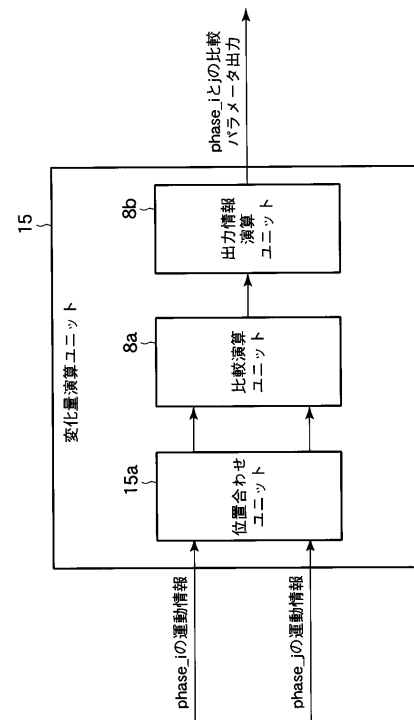 15
変化量演算ユニット
phase_iの運動情報
phase_jの運動情報
15a
位置合わせ
ユニット
8a
比較演算
ユニット
8b
出力情報
演算
ユニット
phase_iとjの比較
パラメータ出力